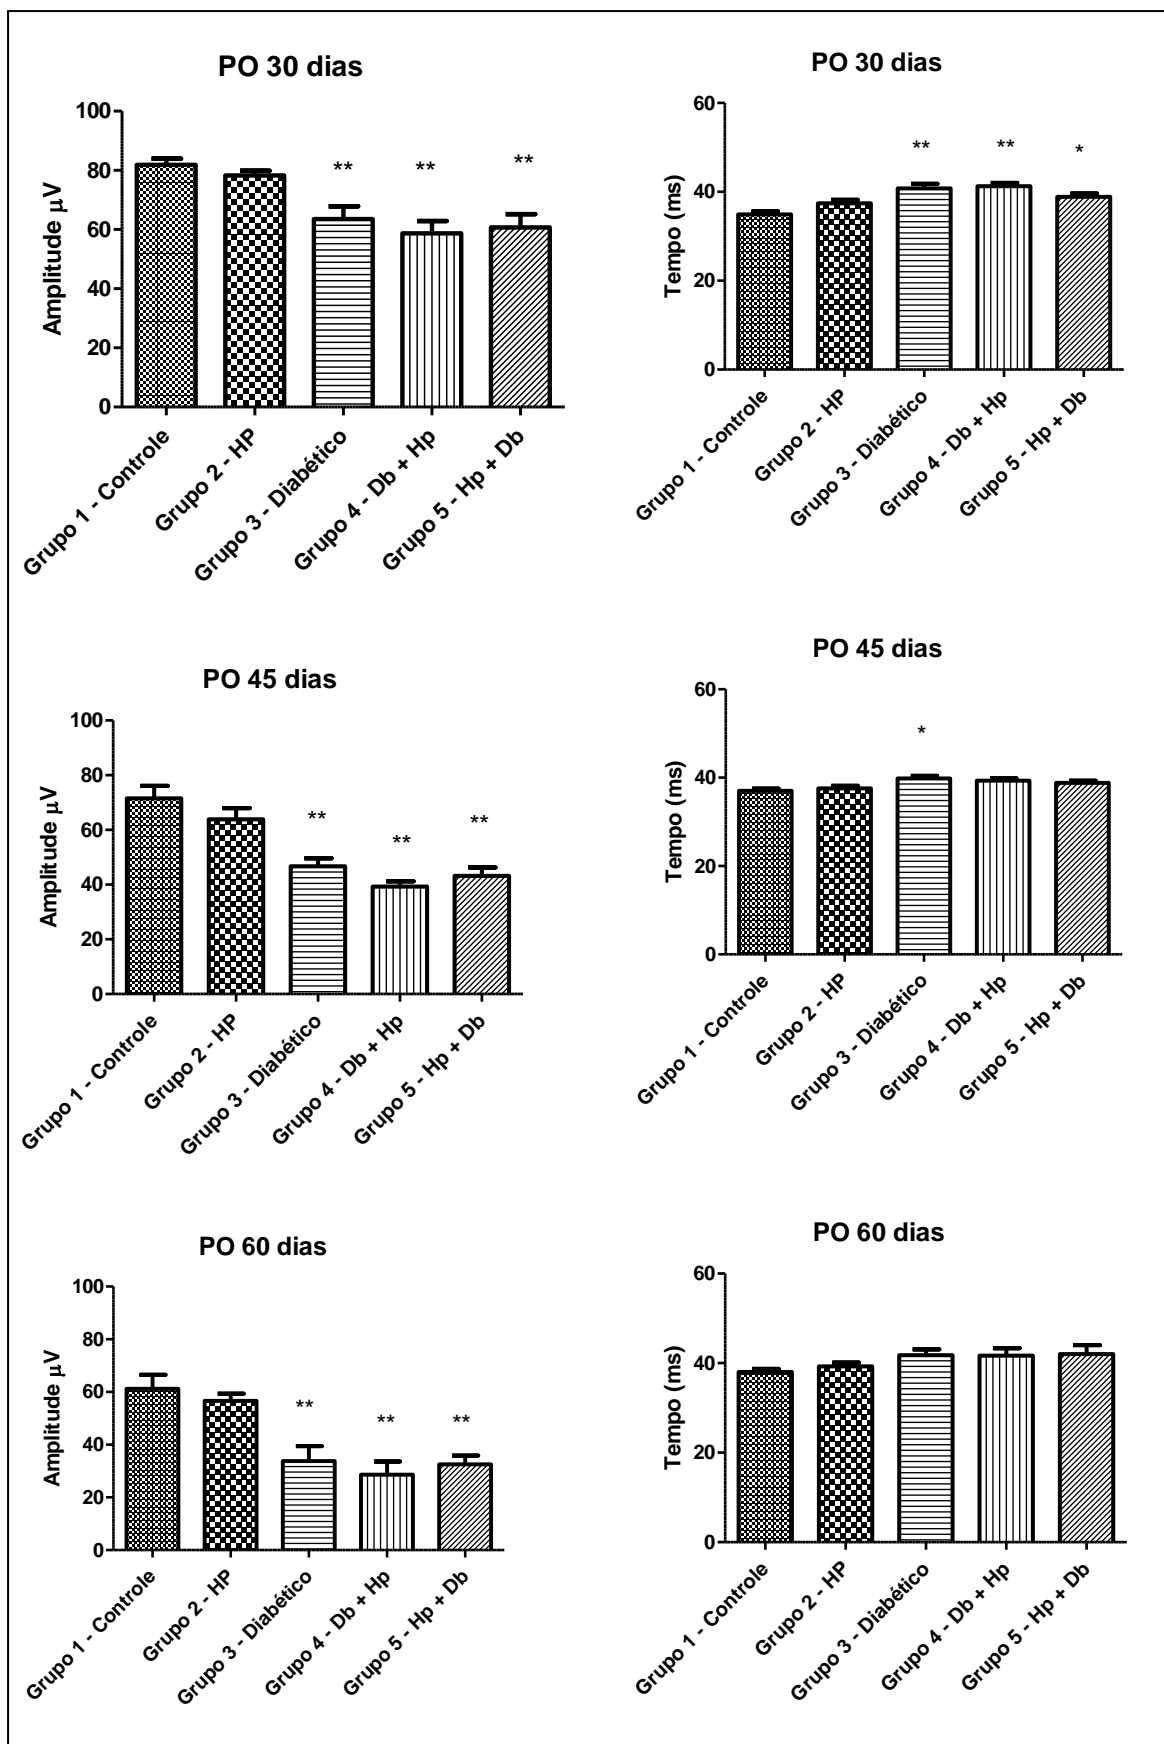 PO 30 dias
Amplitude µV
100
80
60
40
20
0
** ** **
Grupo 1 - Controle
Grupo 2 - HP
Grupo 3 - Diabético
Grupo 4 - Db + Hp
Grupo 5 - Hp + Db
PO 30 dias
Tempo (ms)
60
40
20
0
** ** *
Grupo 1 - Controle
Grupo 2 - HP
Grupo 3 - Diabético
Grupo 4 - Db + Hp
Grupo 5 - Hp + Db
PO 45 dias
Amplitude µV
100
80
60
40
20
0
** ** **
Grupo 1 - Controle
Grupo 2 - HP
Grupo 3 - Diabético
Grupo 4 - Db + Hp
Grupo 5 - Hp + Db
PO 45 dias
Tempo (ms)
60
40
20
0
*
Grupo 1 - Controle
Grupo 2 - HP
Grupo 3 - Diabético
Grupo 4 - Db + Hp
Grupo 5 - Hp + Db
PO 60 dias
Amplitude µV
100
80
60
40
20
0
** ** **
Grupo 1 - Controle
Grupo 2 - HP
Grupo 3 - Diabético
Grupo 4 - Db + Hp
Grupo 5 - Hp + Db
PO 60 dias
Tempo (ms)
60
40
20
0
Grupo 1 - Controle
Grupo 2 - HP
Grupo 3 - Diabético
Grupo 4 - Db + Hp
Grupo 5 - Hp + Db